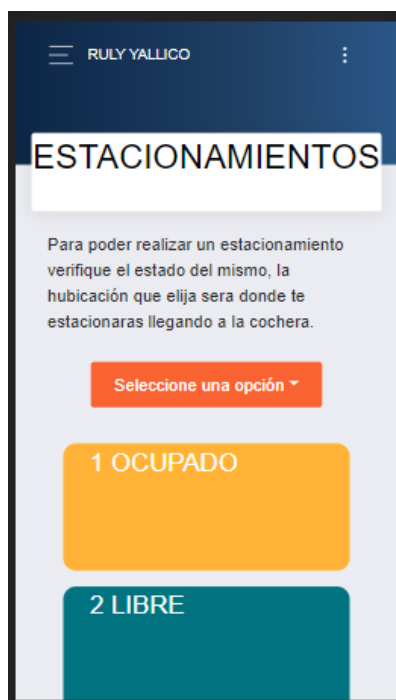 RULY YALLICO
ESTACIONAMIENTOS
Para poder realizar un estacionamiento
verifique el estado del mismo, la
hubicación que elija sera donde te
estacionaras llegando a la cochera.
Seleccione una opción
1 OCUPADO
2 LIBRE